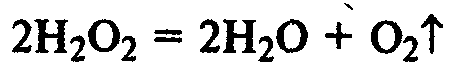 2H₂O₂ = 2H₂O + O₂↑